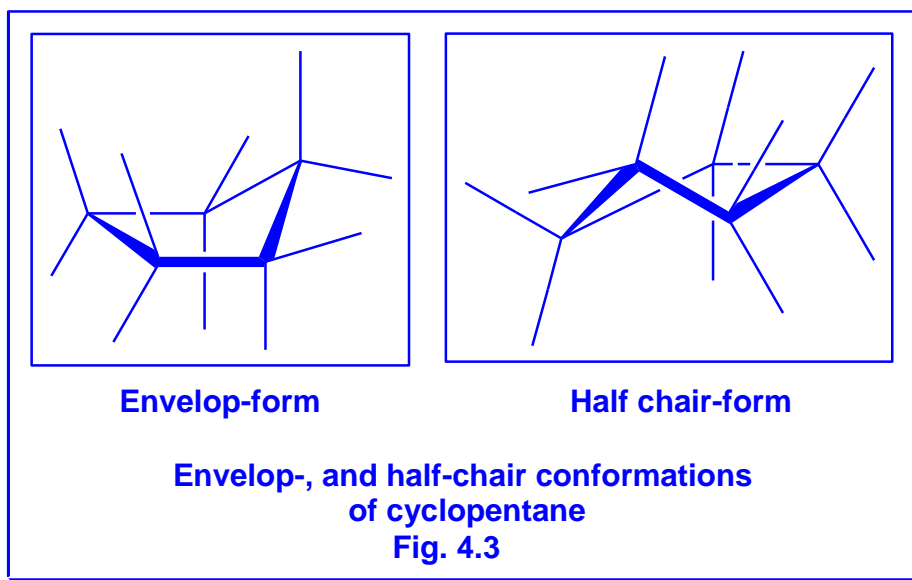 Envelop-form
Half chair-form
Envelop-, and half-chair conformations
of cyclopentane
Fig. 4.3